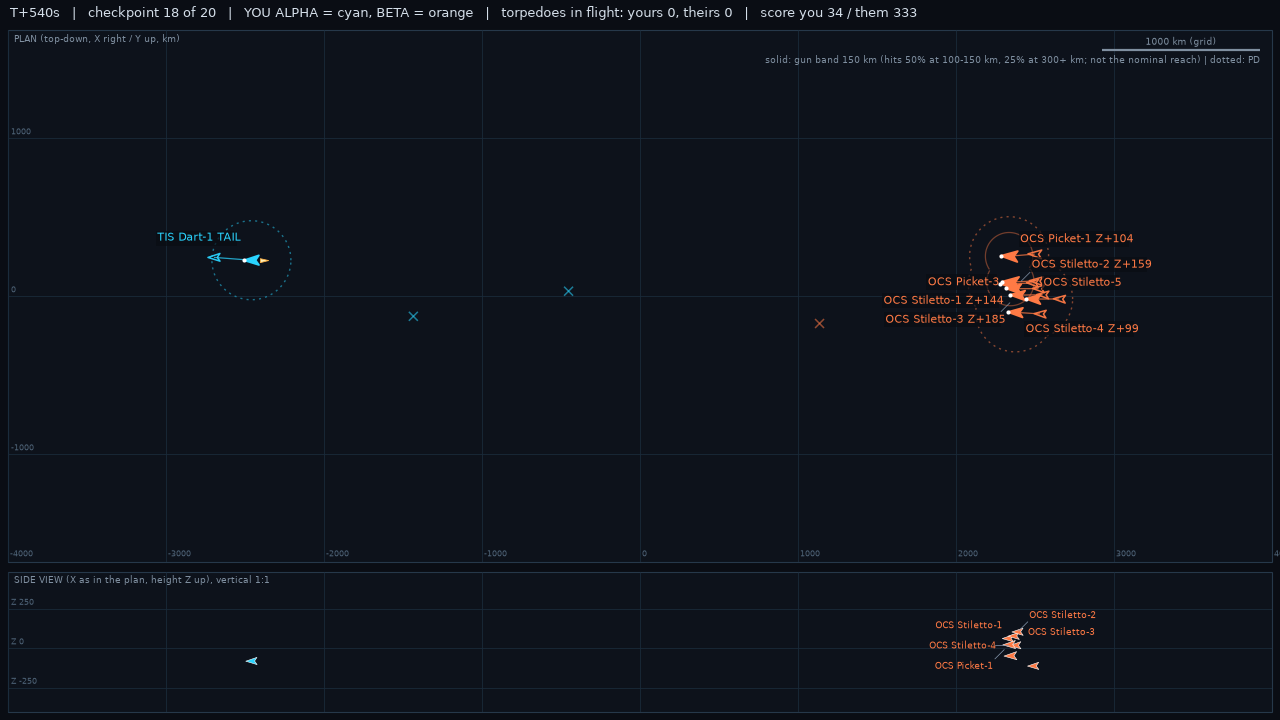 T+540s | checkpoint 18 of 20 | YOU ALPHA = cyan, BETA = orange | torpedoes in flight: yours 0, theirs 0 | score you 34 / them 333
PLAN (top-down, X right / Y up, km)
1000 km (grid)
solid: gun band 150 km (hits 50% at 100-150 km, 25% at 300+ km; not the nominal reach) | dotted: PD
1000
TIS Dart-1 TAIL
OCS Picket-1 Z+104
OCS Stiletto-2 Z+159
OCS Picket-3
OCS Stiletto-5
0
OCS Stiletto-1 Z+144
OCS Stiletto-3 Z+185
OCS Stiletto-4 Z+99
-1000
-4000
-3000
-2000
-1000
0
1000
2000
3000
SIDE VIEW (X as in the plan, height Z up), vertical 1:1
Z 250
OCS Stiletto-2
OCS Stiletto-1
OCS Stiletto-3
Z 0
OCS Stiletto-4
OCS Picket-1
Z -250